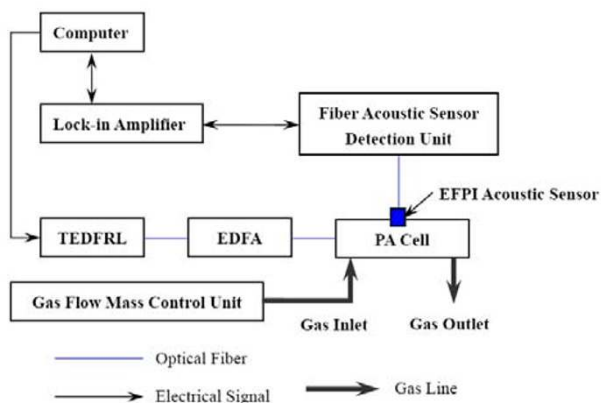 Computer
Lock-in Amplifier
Fiber Acoustic Sensor
Detection Unit
EFPI Acoustic Sensor
TEDFRL
EDFA
PA Cell
Gas Flow Mass Control Unit
Gas Inlet
Gas Outlet
Optical Fiber
Electrical Signal
Gas Line